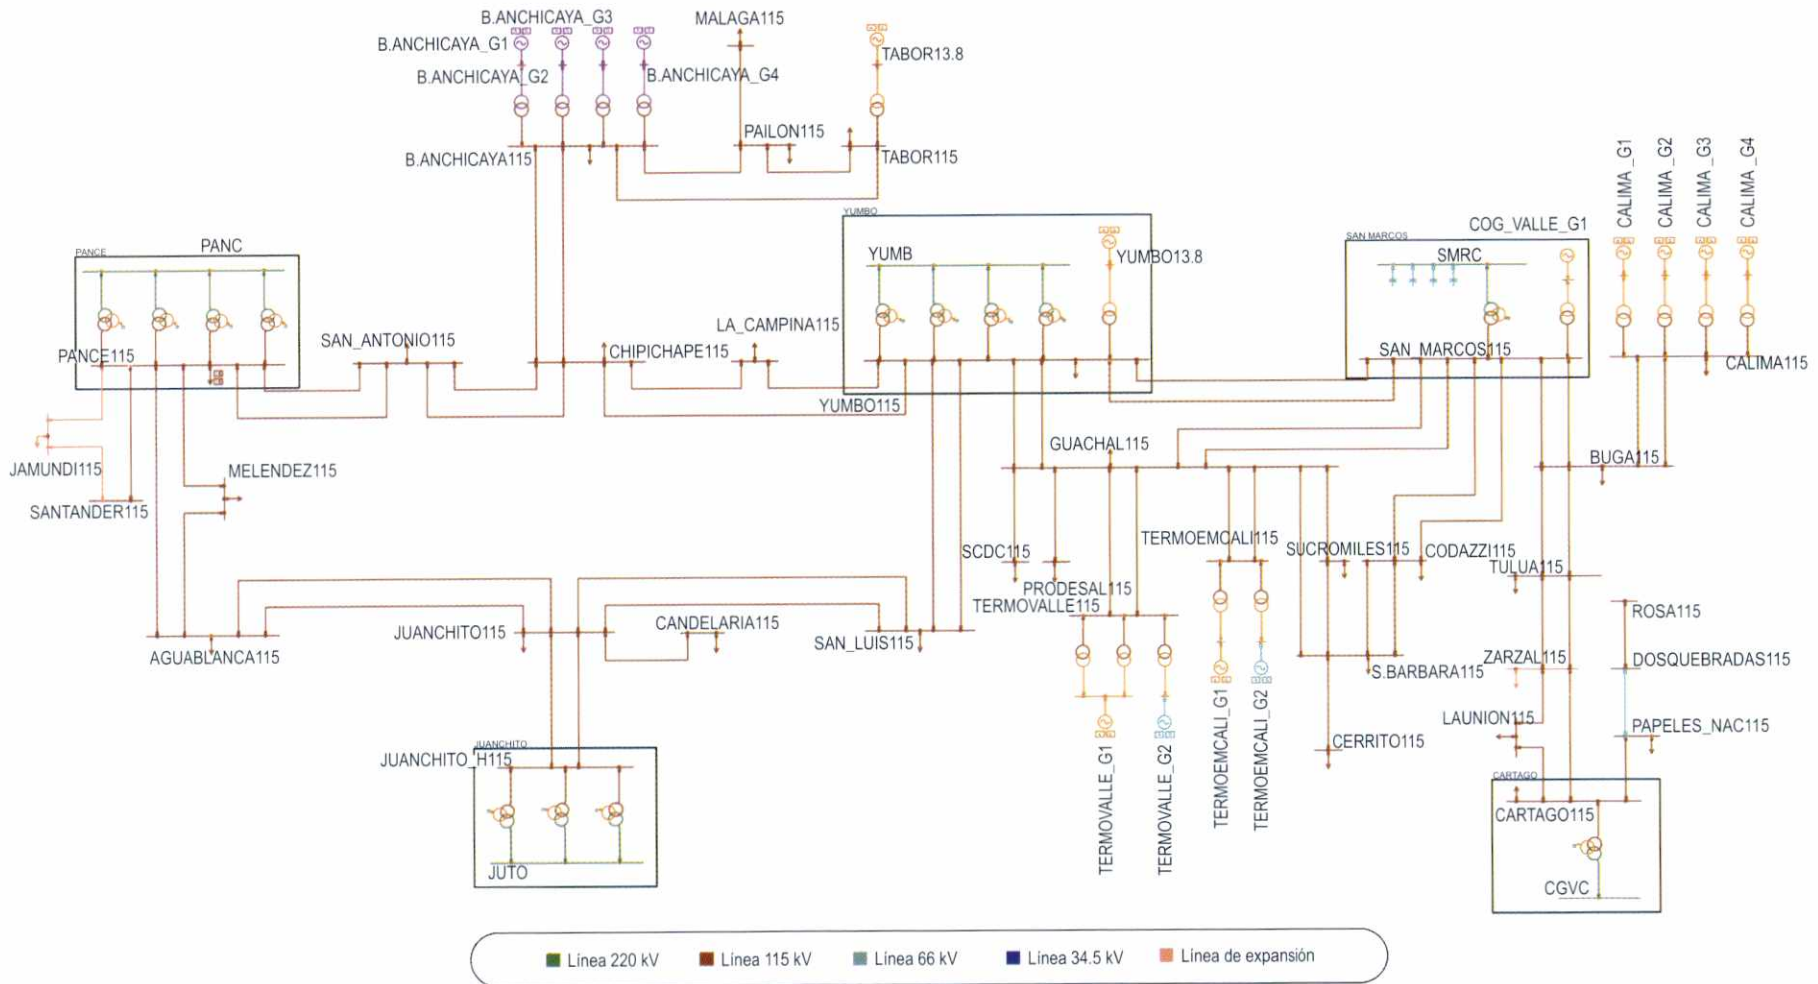 B.ANCHICAYA_G3
B.ANCHICAYA_G1
B.ANCHICAYA_G2
B.ANCHICAYA_G4
MALAGA115
TABOR13.8
B.ANCHICAYA115
PAILON115
TABOR115
CALIMA_G1
CALIMA_G2
CALIMA_G3
CALIMA_G4
PANCE
PANC
PANCE115
YUMBO
YUMB
YUMBO13.8
YUMBO115
SAN MARCOS
SMRC
COG_VALLE_G1
SAN_MARCOS115
CALIMA115
SAN_ANTONIO115
CHIPICHAPE115
LA_CAMPINA115
JAMUNDI115
SANTANDER115
MELENDEZ115
GUACHAL115
BUGA115
SCDC115
PRODESAL115
TERMOVALLE115
TERMOEMCALI115
SUCROMILES115
CODAZZI115
TULUA115
ROSA115
AGUABLANCA115
JUANCHITO115
CANDELARIA115
SAN_LUIS115
S.BARBARA115
ZARZAL115
DOSQUEBRADAS115
LAUNION115
PAPELES_NAC115
CERRITO115
TERMOVALLE_G1
TERMOVALLE_G2
TERMOEMCALI_G1
TERMOEMCALI_G2
JUANCHITO
JUANCHITO_H115
JUTO
CARTAGO
CARTAGO115
CGVC
Línea 220 kV
Línea 115 kV
Línea 66 kV
Línea 34.5 kV
Línea de expansión